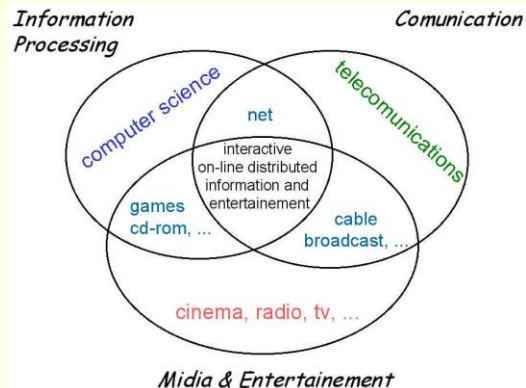 Information
Processing
Comunication
computer science
telecomunications
net
interactive
on-line distributed
information and
entertainement
games
cd-rom, ...
cable
broadcast, ...
cinema, radio, tv, ...
Midia & Entertainement